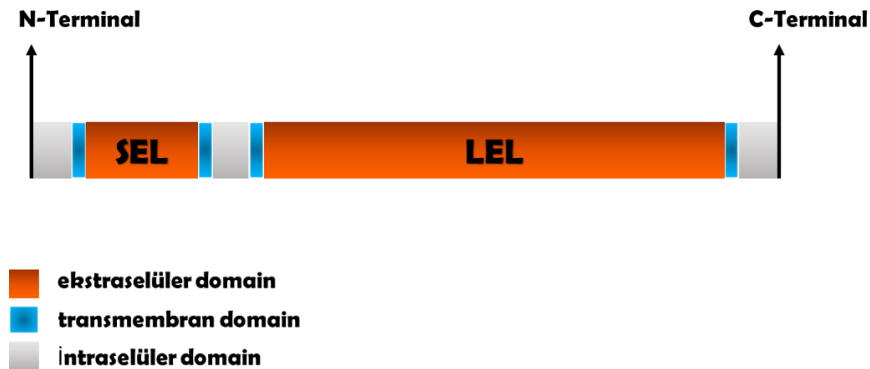 N-Terminal
C-Terminal
SEL
LEL
ekstraselüler domain
transmembran domain
İntraselüler domain